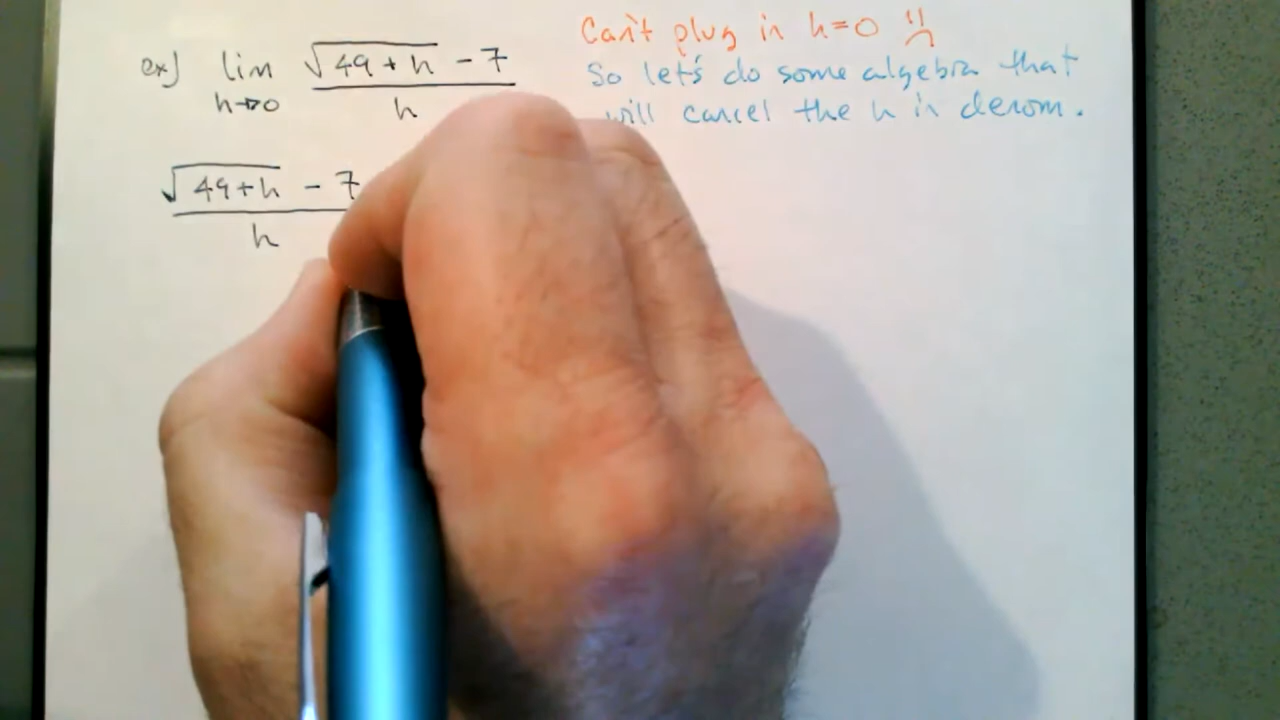 ex) lim √49+h - 7
h→0 h
Can't plug in h=0 :(
So let's do some algebra that
will cancel the h in denom.
√49+h - 7
h